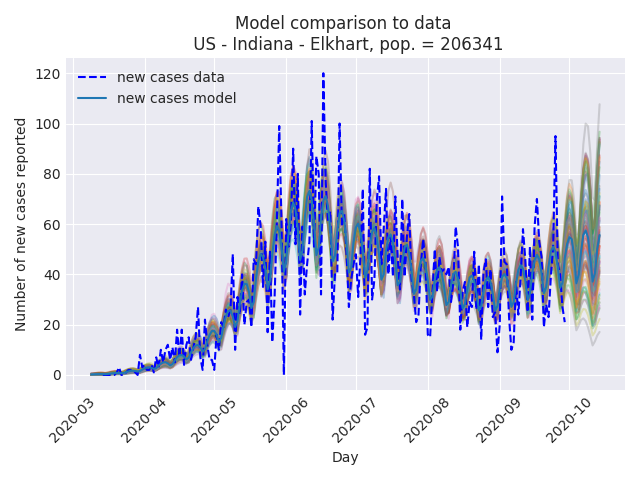 Model comparison to data
US - Indiana - Elkhart, pop. = 206341
new cases data
new cases model
Number of new cases reported
120
100
80
60
40
20
0
2020-03
2020-04
2020-05
2020-06
2020-07
2020-08
2020-09
2020-10
Day